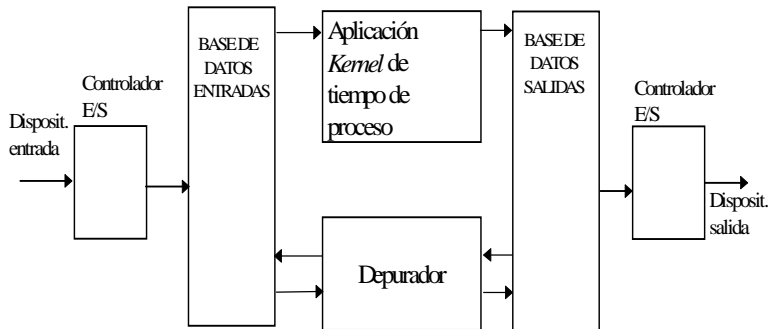 Disposit.
entrada
Controlador
E/S
BASE DE
DATOS
ENTRADAS
Aplicación
Kernel de
tiempo de
proceso
Depurador
BASE DE
DATOS
SALIDAS
Controlador
E/S
Disposit.
salida